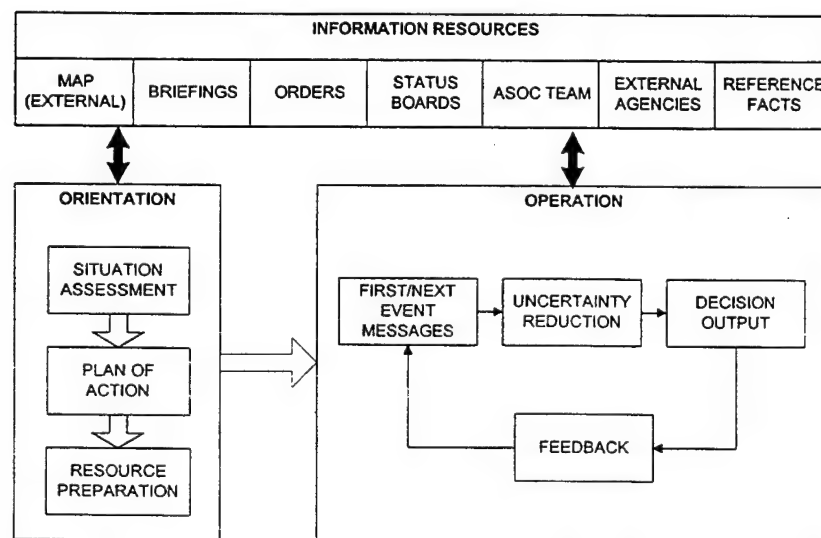 INFORMATION RESOURCES
MAP
(EXTERNAL)
BRIEFINGS
ORDERS
STATUS
BOARDS
ASOC TEAM
EXTERNAL
AGENCIES
REFERENCE
FACTS
ORIENTATION
SITUATION
ASSESSMENT
PLAN OF
ACTION
RESOURCE
PREPARATION
OPERATION
FIRST/NEXT
EVENT
MESSAGES
UNCERTAINTY
REDUCTION
DECISION
OUTPUT
FEEDBACK